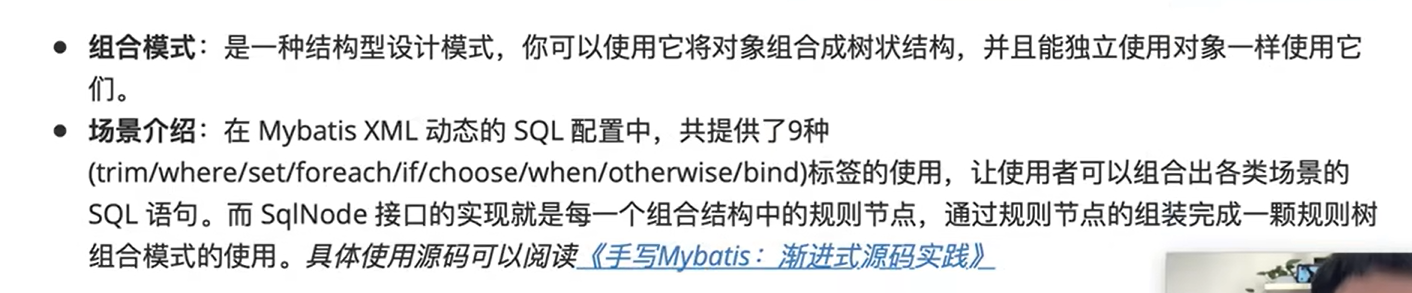 ● 组合模式：是一种结构型设计模式，你可以使用它将对象组合成树状结构，并且能独立使用对象一样使用它
们。
● 场景介绍：在 Mybatis XML 动态的 SQL 配置中，共提供了9种
(trim/where/set/foreach/if/choose/when/otherwise/bind)标签的使用，让使用者可以组合出各类场景的
SQL 语句。而 SqlNode 接口的实现就是每一个组合结构中的规则节点，通过规则节点的组装完成一颗规则树
组合模式的使用。具体使用源码可以阅读《手写Mybatis：渐进式源码实践》